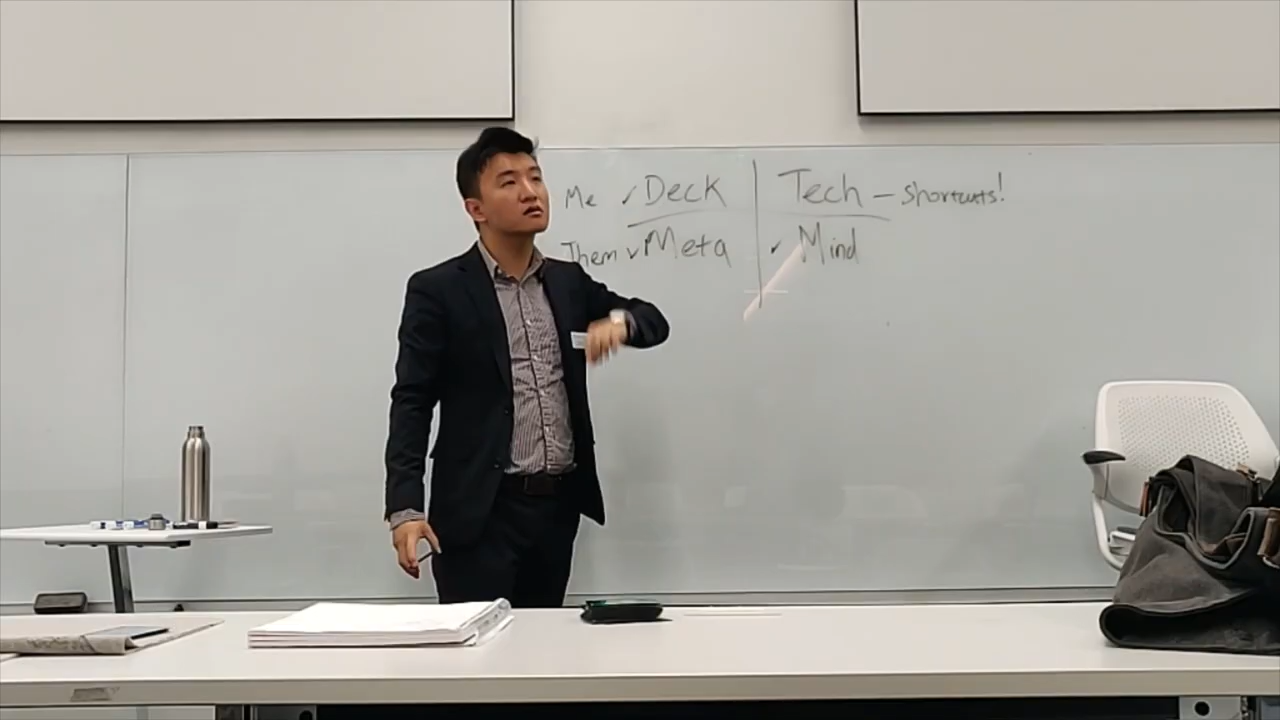 Me ✓ Deck | Tech – shortcuts!
Them ✓ Meta | ✓ Mind